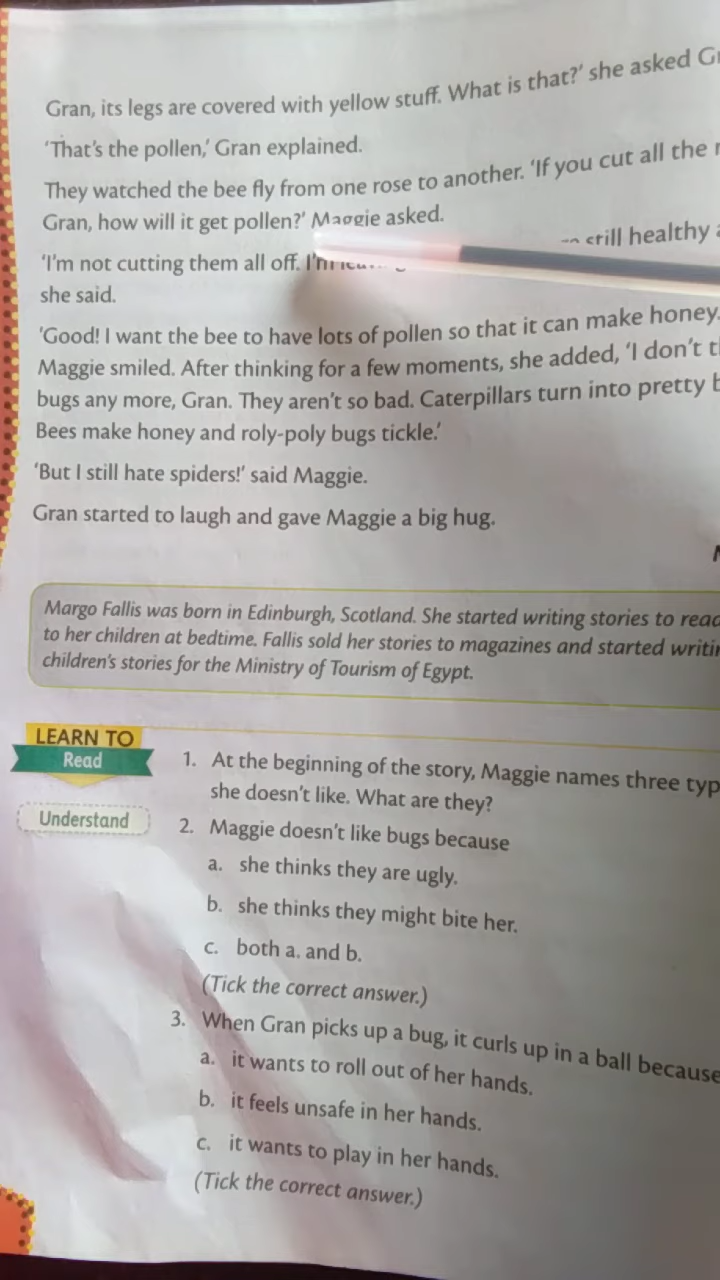 Gran, its legs are covered with yellow stuff. What is that?' she asked
'That's the pollen,' Gran explained.
They watched the bee fly from one rose to another. 'If you cut all the
Gran, how will it get pollen?' Maggie asked.
'I'm not cutting them all off. I'm still healthy
she said.
'Good! I want the bee to have lots of pollen so that it can make honey.
Maggie smiled. After thinking for a few moments, she added, 'I don't
bugs any more, Gran. They aren't so bad. Caterpillars turn into pretty
Bees make honey and roly-poly bugs tickle.'
'But I still hate spiders!' said Maggie.
Gran started to laugh and gave Maggie a big hug.
Margo Fallis was born in Edinburgh, Scotland. She started writing stories to read
to her children at bedtime. Fallis sold her stories to magazines and started
children's stories for the Ministry of Tourism of Egypt.
LEARN TO
Read
Understand
1. At the beginning of the story, Maggie names three
she doesn't like. What are they?
2. Maggie doesn't like bugs because
a. she thinks they are ugly.
b. she thinks they might bite her.
c. both a. and b.
(Tick the correct answer.)
3. When Gran picks up a bug, it curls up in a ball because
a. it wants to roll out of her hands.
b. it feels unsafe in her hands.
c. it wants to play in her hands.
(Tick the correct answer.)